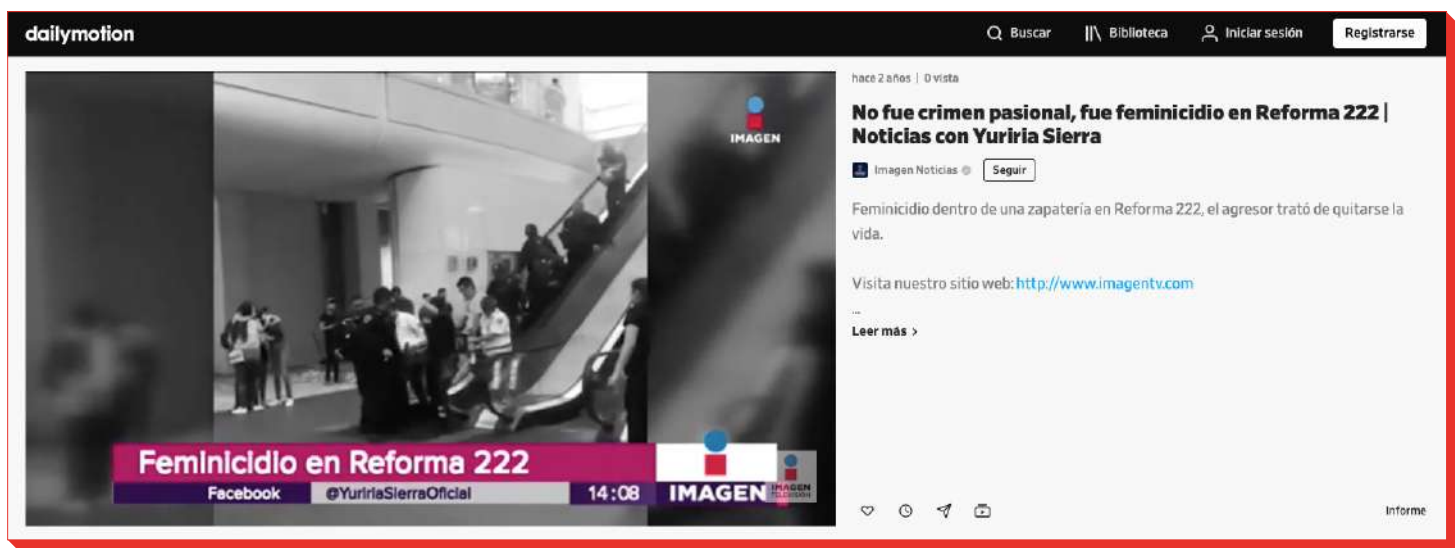 dailymotion
Buscar
Biblioteca
Iniciar sesión
Registrarse
hace 2 años | 0 vista
No fue crimen pasional, fue feminicidio en Reforma 222 |
Noticias con Yuriria Sierra
Imagen Noticias
Seguir
Feminicidio dentro de una zapatería en Reforma 222, el agresor trató de quitarse la
vida.
Visita nuestro sitio web: http://www.imagentv.com
...
Leer más >
IMAGEN
Feminicidio en Reforma 222
Facebook @YuririaSierraOficial 14:08 IMAGEN
IMAGEN
TELEVISIÓN
Informe